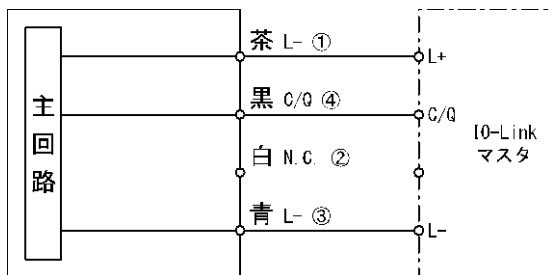 主回路
茶 L- ①
黒 C/Q ④
白 N.C. ②
青 L- ③
L+
C/Q
L-
IO-Link
マスタ